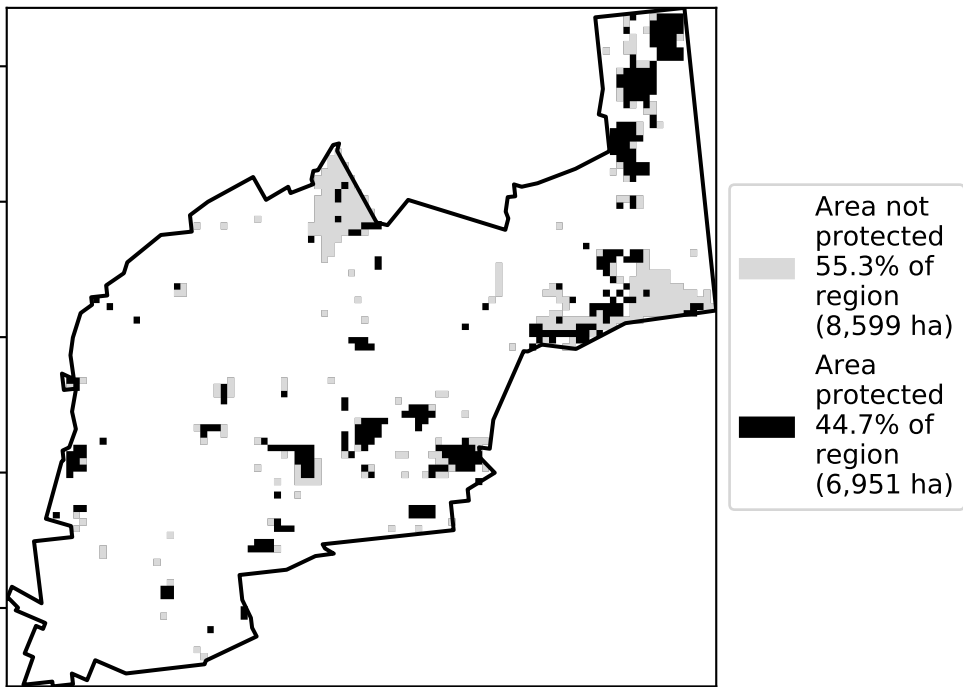 Area not
protected
55.3% of
region
(8,599 ha)
Area
protected
44.7% of
region
(6,951 ha)